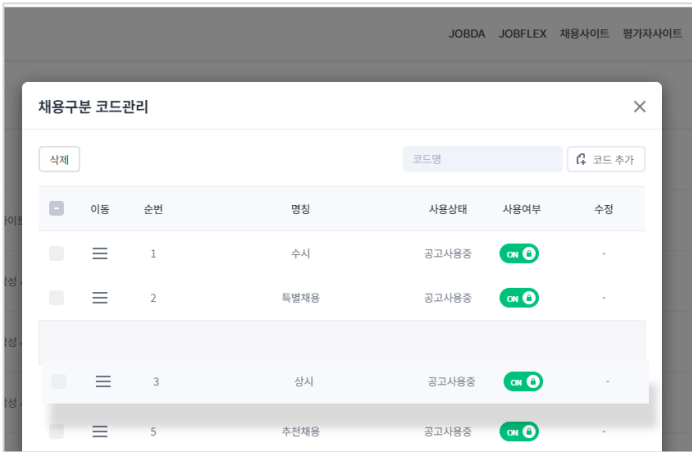 JOBDA JOBFLEX 채용사이트 평가자사이트
채용구분 코드관리
삭제 코드명 코드 추가
이동 순번 명칭 사용상태 사용여부 수정
1 수시 공고사용중 ON -
2 특별채용 공고사용중 ON -
3 상시 공고사용중 ON -
5 추천채용 공고사용중 ON -